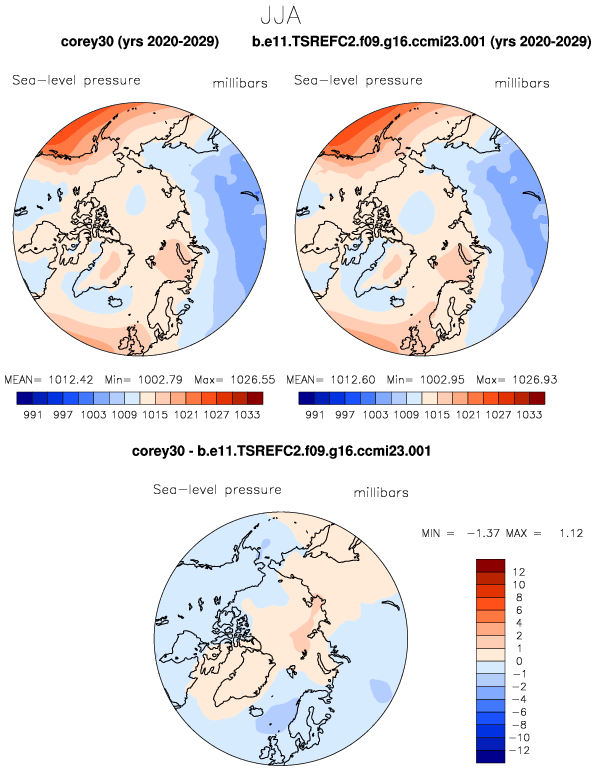 JJA
corey30 (yrs 2020-2029) b.e11.TSREFC2.f09.g16.ccmi23.001 (yrs 2020-2029)
Sea-level pressure millibars Sea-level pressure millibars
MEAN= 1012.42 Min= 1002.79 Max= 1026.55 MEAN= 1012.60 Min= 1002.95 Max= 1026.93
991 997 1003 1009 1015 1021 1027 1033 991 997 1003 1009 1015 1021 1027 1033
corey30 - b.e11.TSREFC2.f09.g16.ccmi23.001
Sea-level pressure millibars
MIN = -1.37 MAX = 1.12
12
10
8
6
4
2
1
0
-1
-2
-4
-6
-8
-10
-12